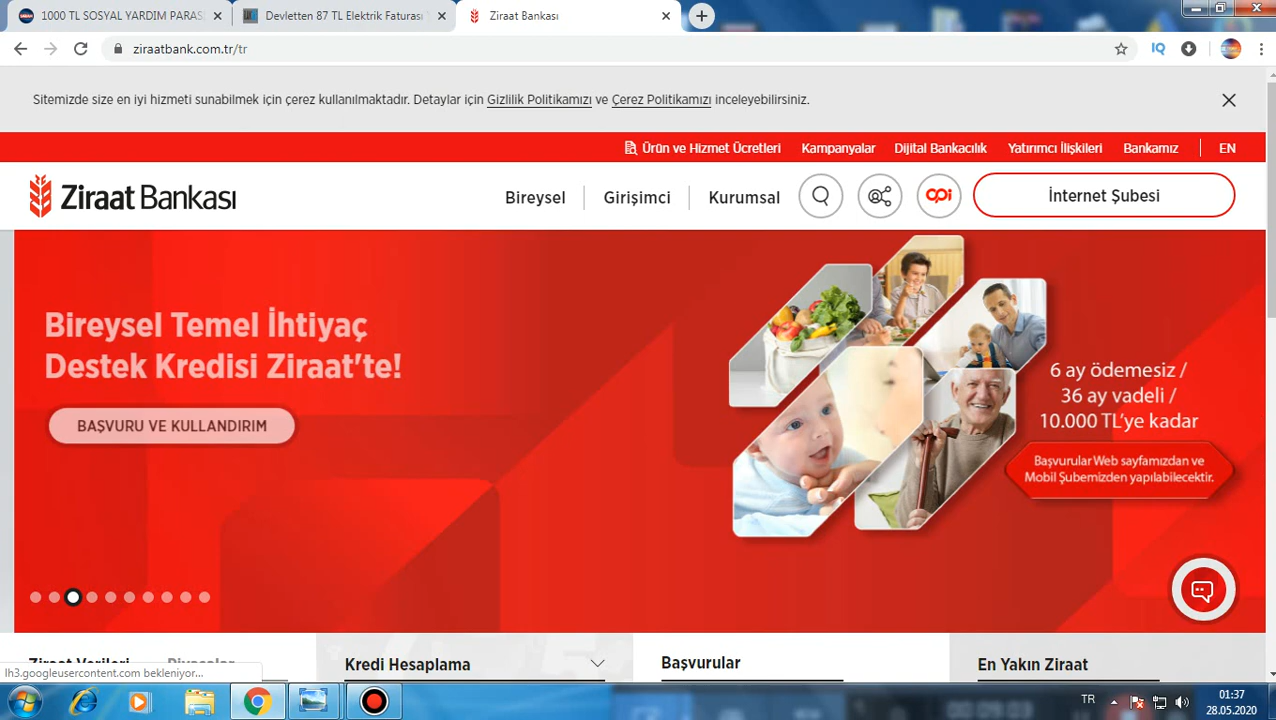 1000 TL SOSYAL YARDIM PARAS
Devletten 87 TL Elektrik Faturası
Ziraat Bankası
ziraatbank.com.tr/tr
IQ
Sitemizde size en iyi hizmeti sunabilmek için çerez kullanılmaktadır. Detaylar için Gizlilik Politikamızı ve Çerez Politikamızı inceleyebilirsiniz.
Ürün ve Hizmet Ücretleri Kampanyalar Dijital Bankacılık Yatırımcı İlişkileri Bankamız EN
Ziraat Bankası
Bireysel Girişimci Kurumsal
İnternet Şubesi
Bireysel Temel İhtiyaç
Destek Kredisi Ziraat'te!
BAŞVURU VE KULLANDIRIM
6 ay ödemesiz /
36 ay vadeli /
10.000 TL'ye kadar
Başvurular Web sayfamızdan ve
Mobil Şubemizden yapılabilecektir.
Ziraat Verileri Piyasalar
Kredi Hesaplama
Başvurular
En Yakın Ziraat
lh3.googleusercontent.com bekleniyor...
TR
01:37
28.05.2020